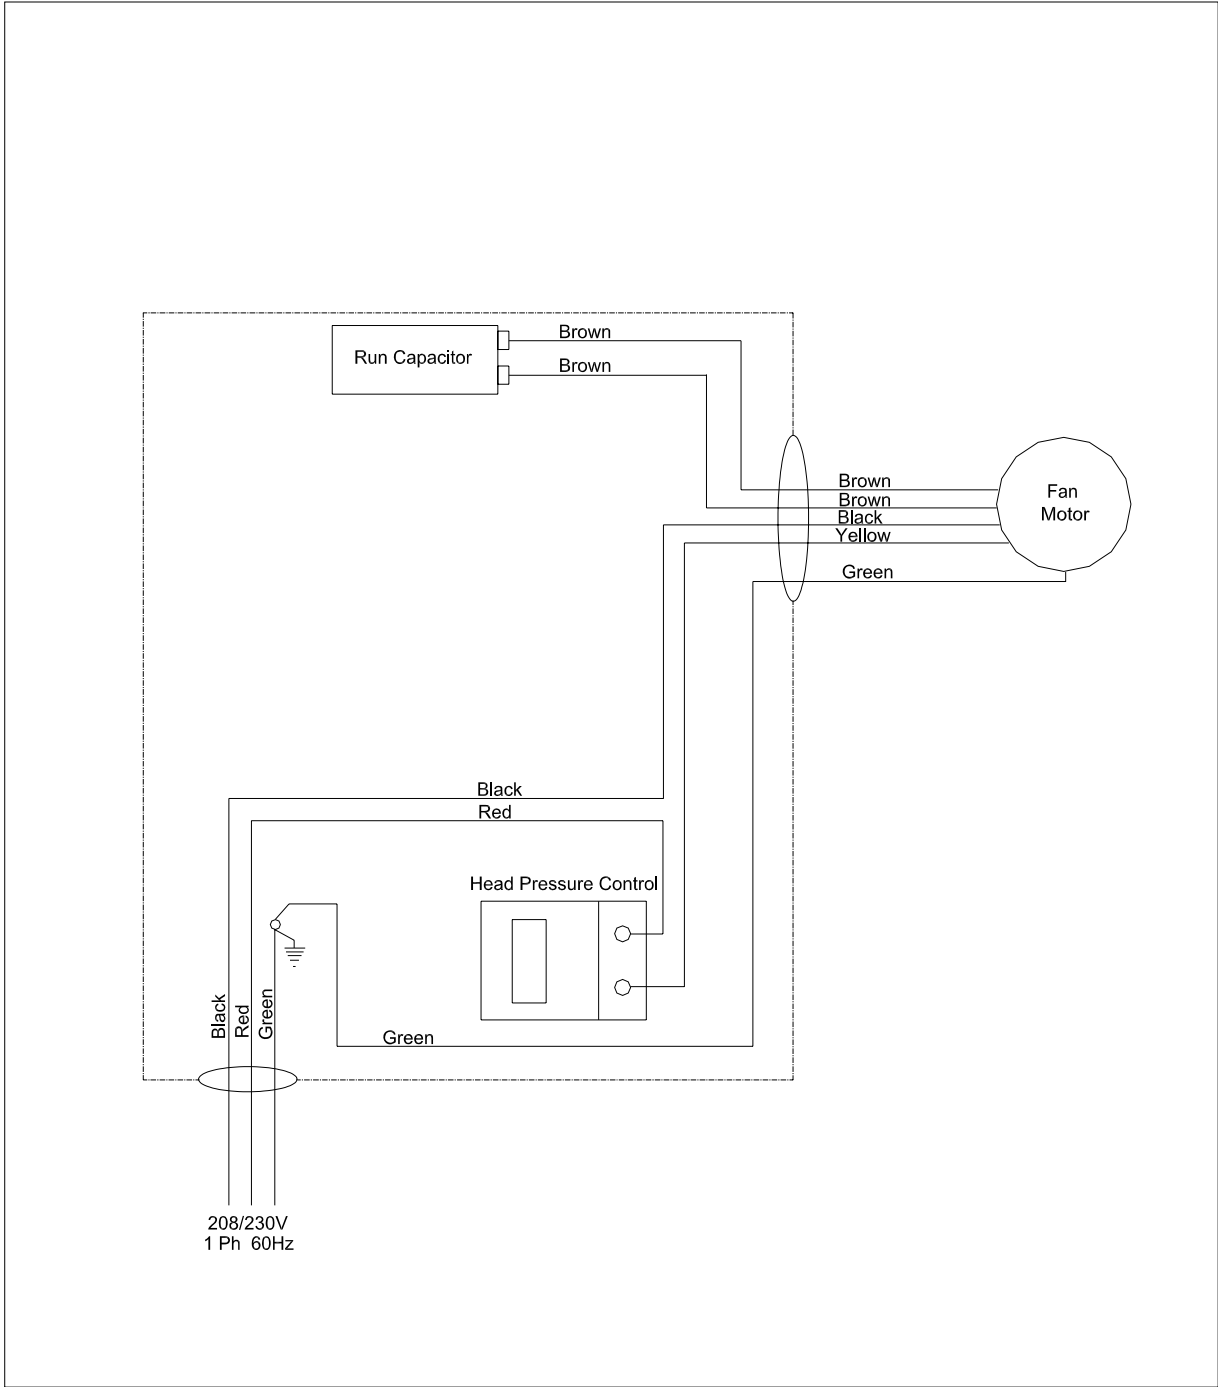 Brown
Run Capacitor
Brown
Brown
Brown
Black
Yellow
Green
Fan
Motor
Black
Red
Head Pressure Control
Black
Red
Green
Green
208/230V
1 Ph 60Hz